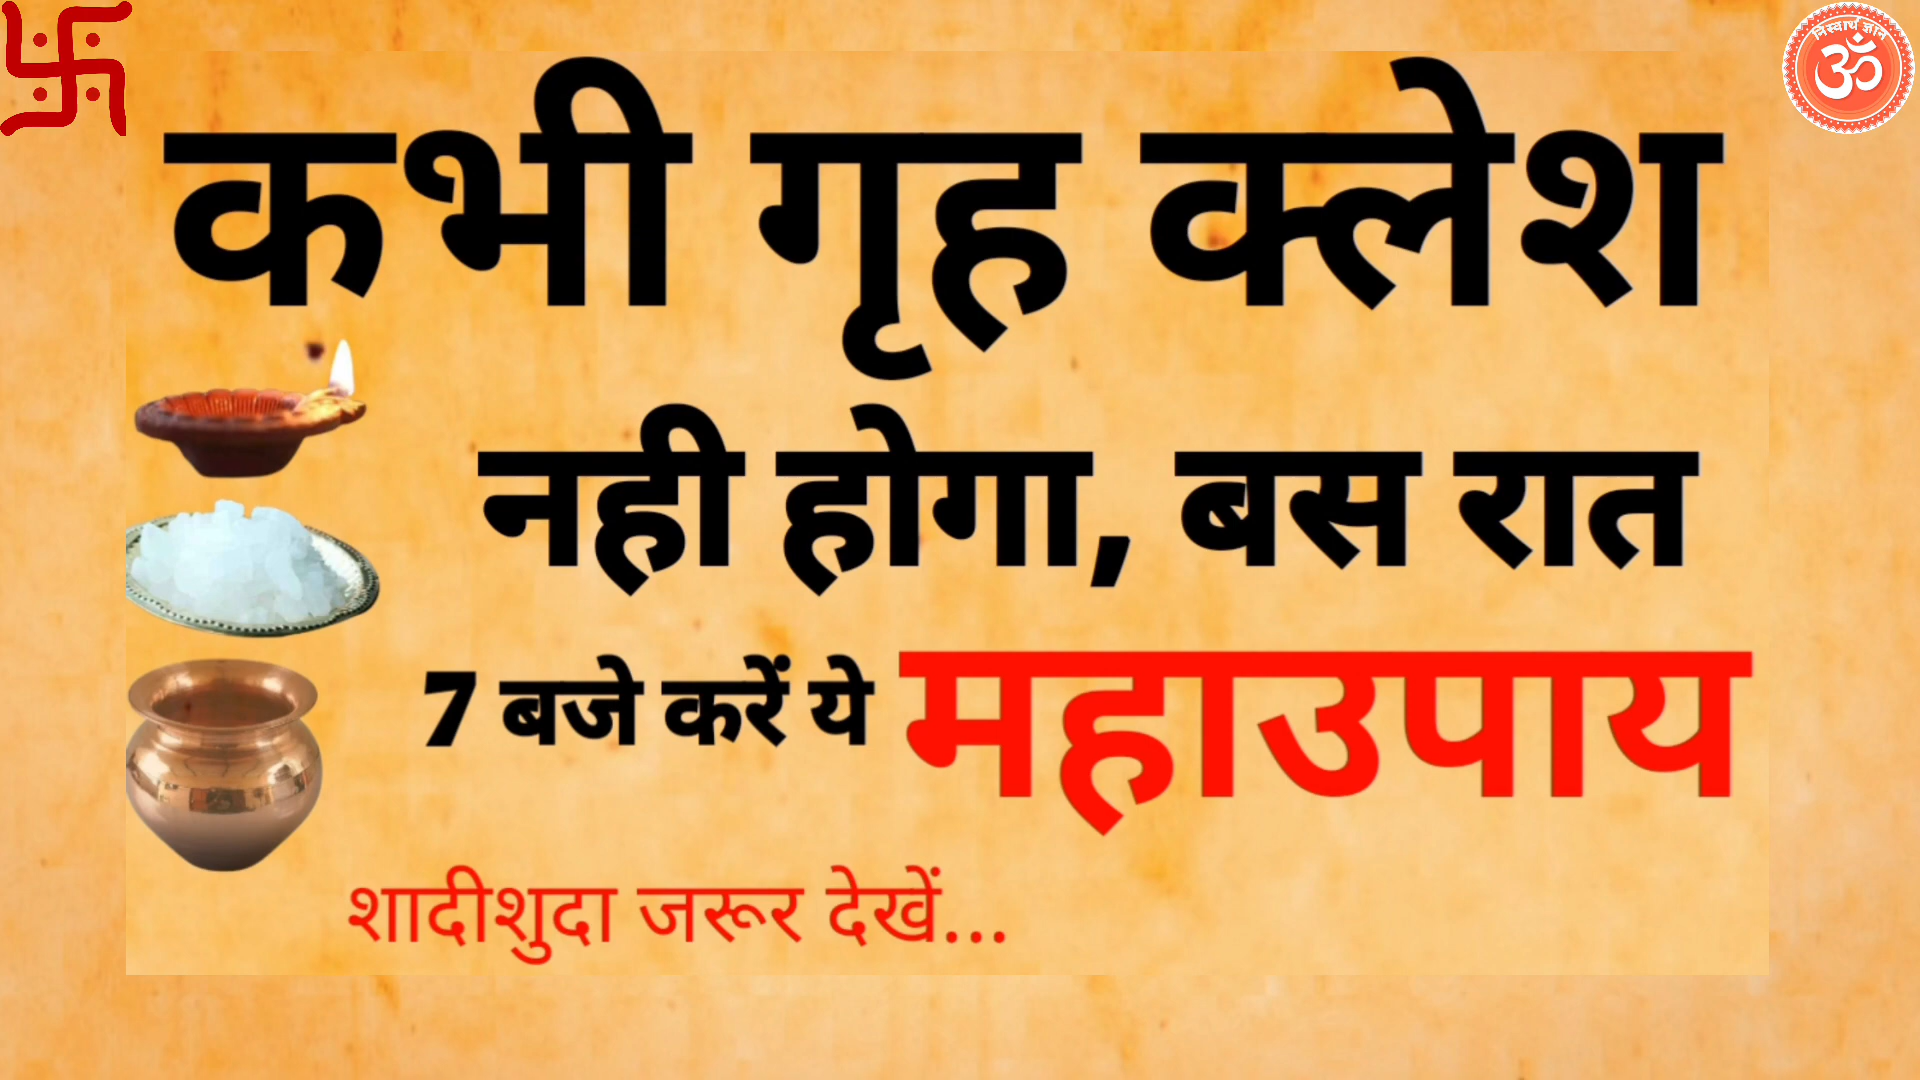 निस्वार्थ ज्ञान
ॐ
कभी गृह क्लेश
नही होगा, बस रात
7 बजे करें ये महाउपाय
शादीशुदा जरूर देखें...